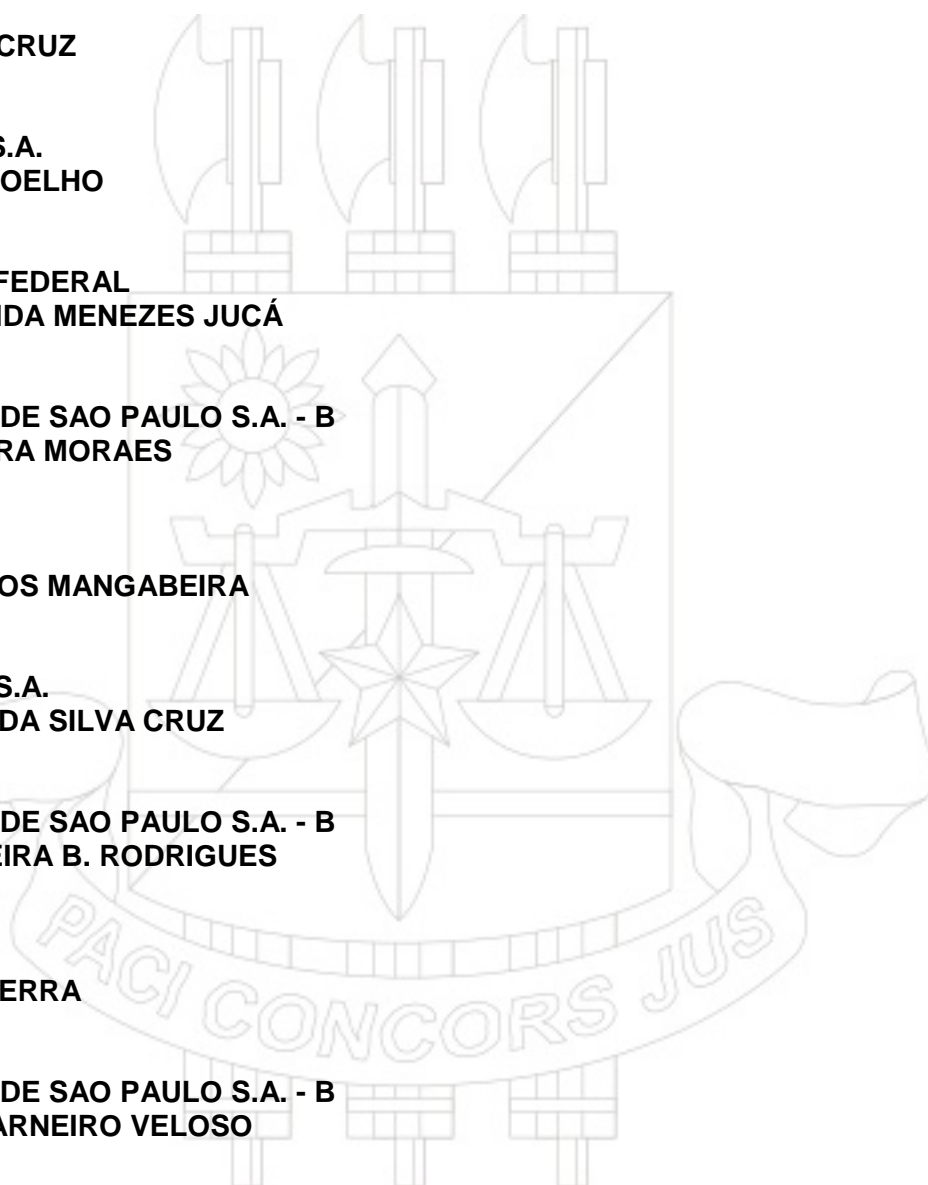 CRUZ
S.A.
OELHO
FEDERAL
IDA MENEZES JUCÁ
DE SAO PAULO S.A. - B
RA MORAES
OS MANGABEIRA
S.A.
DA SILVA CRUZ
DE SAO PAULO S.A. - B
EIRA B. RODRIGUES
ERRA
PACI CONCORS JUS
DE SAO PAULO S.A. - B
ARNEIRO VELOSO